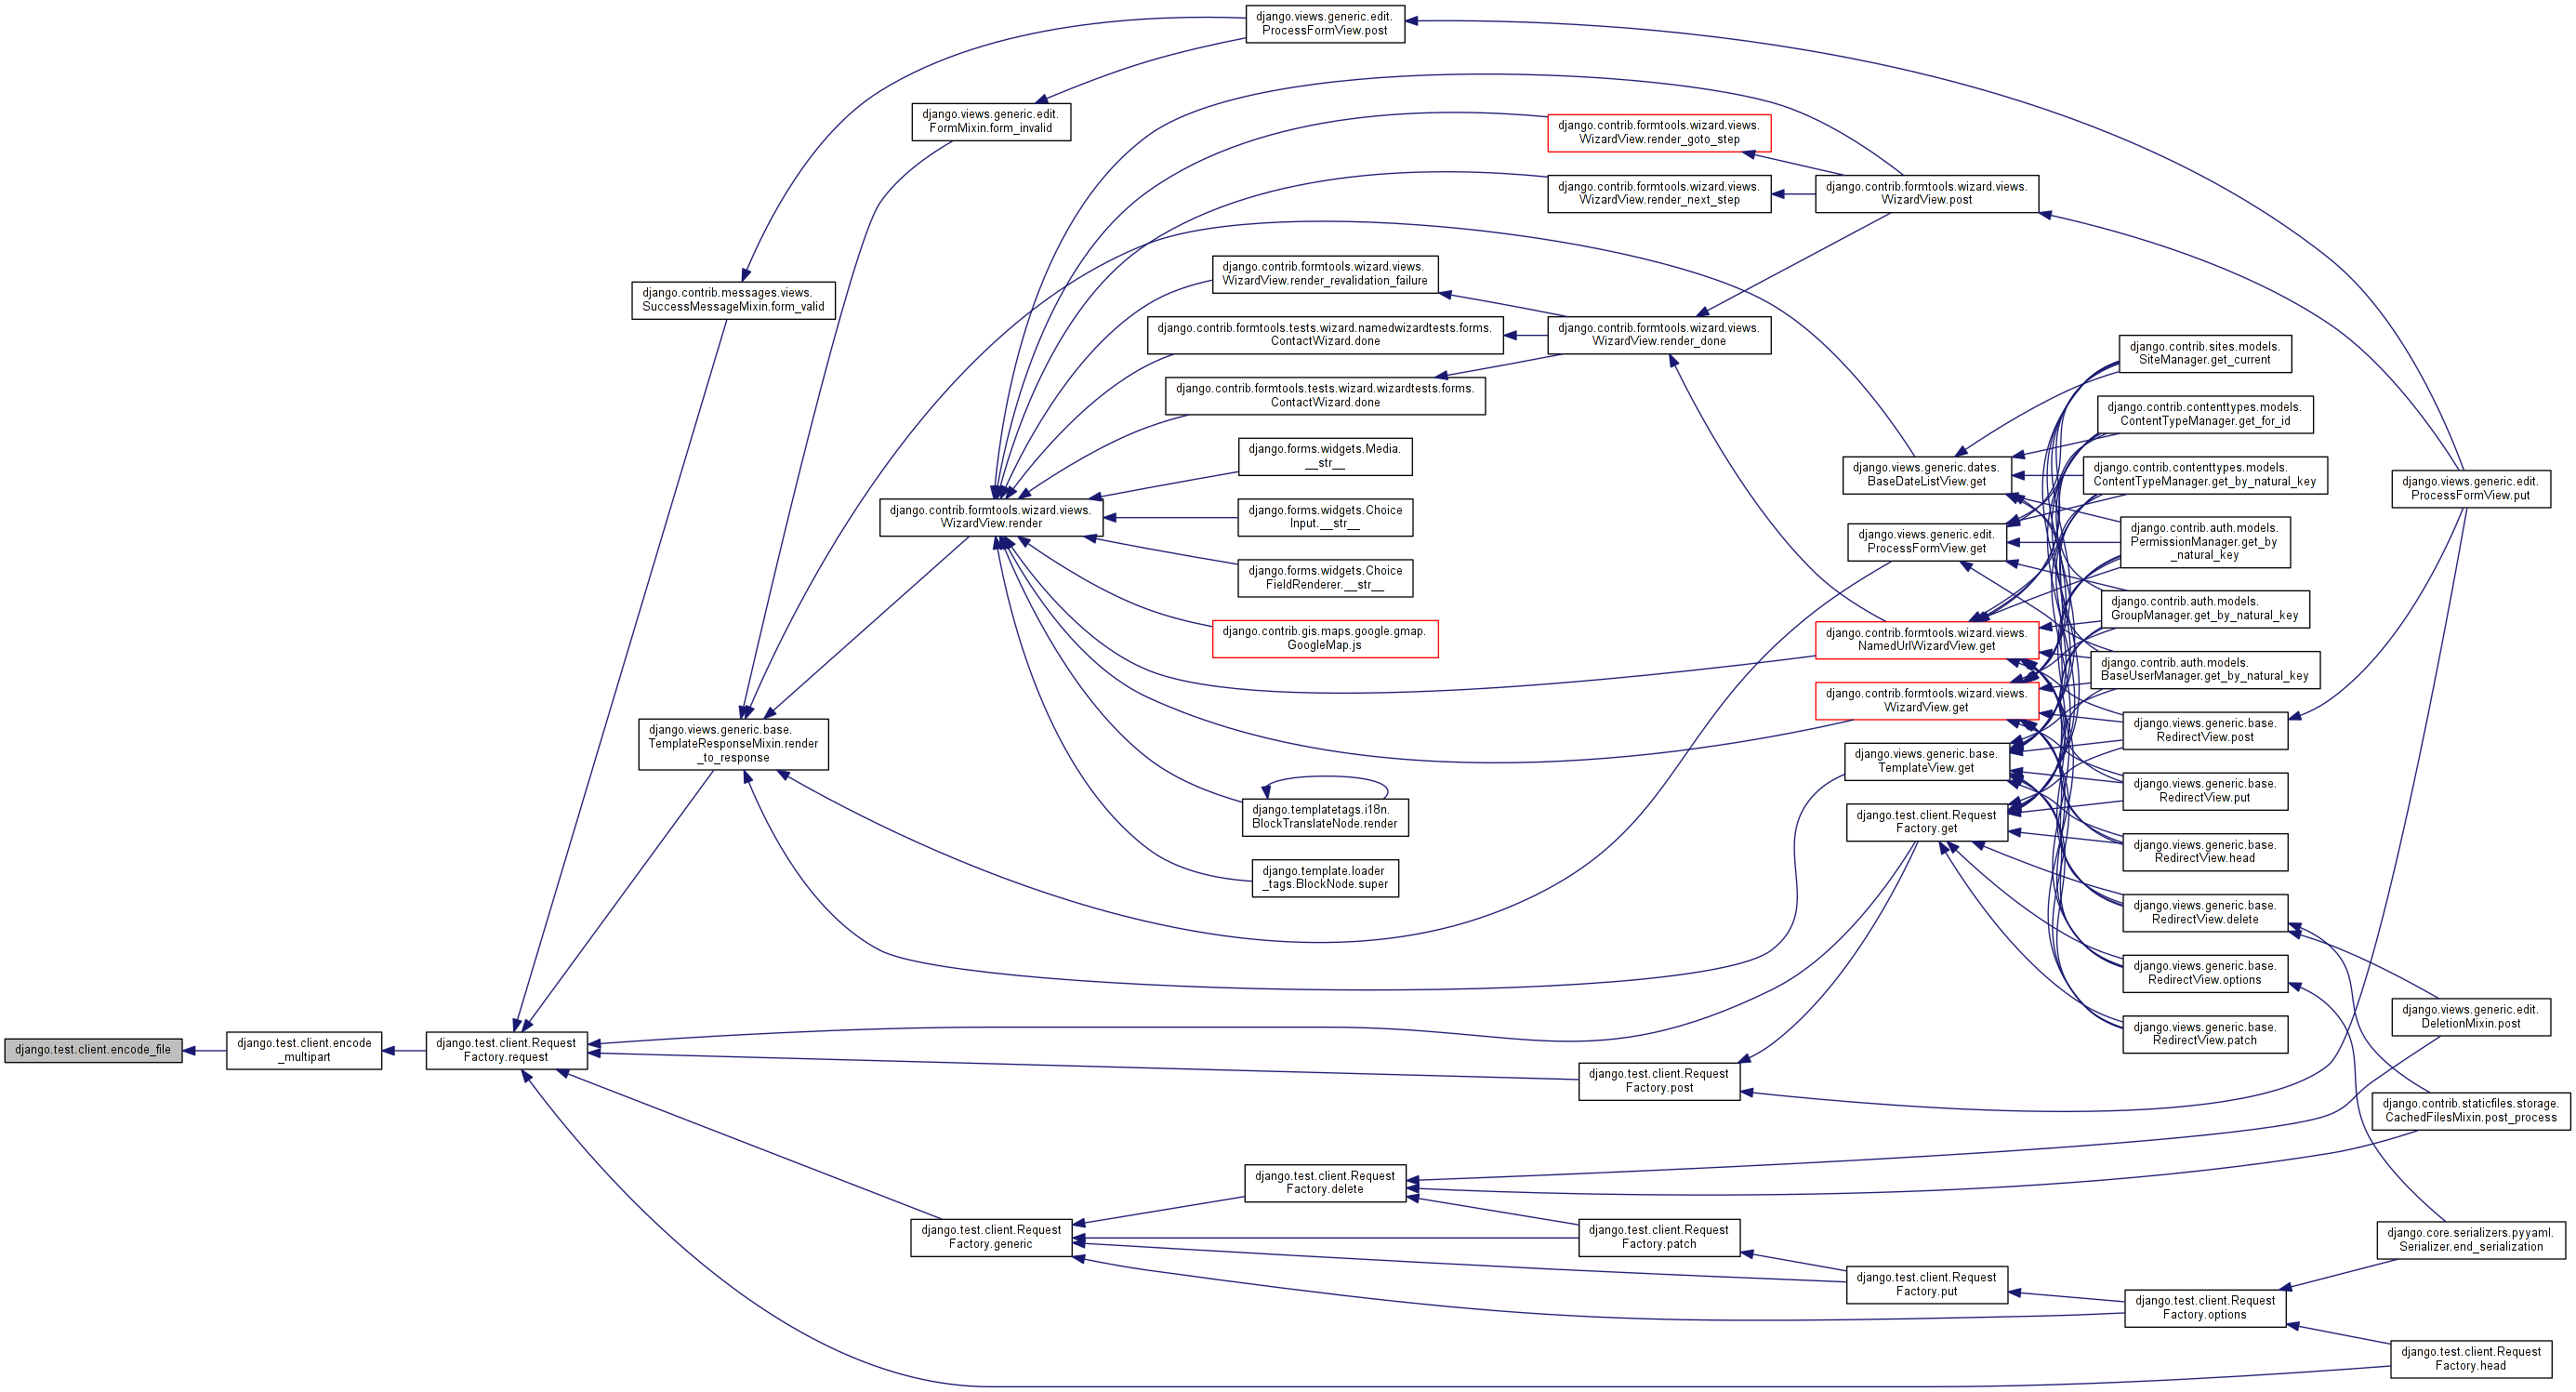 django.test.client.encode_file
django.test.client.encode
_multipart
django.test.client.Request
Factory.request
django.contrib.messages.views.
SuccessMessageMixin.form_valid
django.views.generic.base.
TemplateResponseMixin.render
_to_response
django.views.generic.edit.
FormMixin.form_invalid
django.contrib.formtools.wizard.views.
WizardView.render
django.test.client.Request
Factory.generic
django.views.generic.edit.
ProcessFormView.post
django.contrib.formtools.wizard.views.
WizardView.render_revalidation_failure
django.contrib.formtools.tests.wizard.namedwizardtests.forms.
ContactWizard.done
django.contrib.formtools.tests.wizard.wizardtests.forms.
ContactWizard.done
django.forms.widgets.Media.
__str__
django.forms.widgets.Choice
Input.__str__
django.forms.widgets.Choice
FieldRenderer.__str__
django.contrib.gis.maps.google.gmap.
GoogleMap.js
django.templatetags.i18n.
BlockTranslateNode.render
django.template.loader
_tags.BlockNode.super
django.test.client.Request
Factory.delete
django.contrib.formtools.wizard.views.
WizardView.render_goto_step
django.contrib.formtools.wizard.views.
WizardView.render_next_step
django.contrib.formtools.wizard.views.
WizardView.render_done
django.test.client.Request
Factory.post
django.test.client.Request
Factory.patch
django.contrib.formtools.wizard.views.
WizardView.post
django.views.generic.dates.
BaseDateListView.get
django.views.generic.edit.
ProcessFormView.get
django.contrib.formtools.wizard.views.
NamedUrlWizardView.get
django.contrib.formtools.wizard.views.
WizardView.get
django.views.generic.base.
TemplateView.get
django.test.client.Request
Factory.get
django.test.client.Request
Factory.put
django.contrib.sites.models.
SiteManager.get_current
django.contrib.contenttypes.models.
ContentTypeManager.get_for_id
django.contrib.contenttypes.models.
ContentTypeManager.get_by_natural_key
django.contrib.auth.models.
PermissionManager.get_by
_natural_key
django.contrib.auth.models.
GroupManager.get_by_natural_key
django.contrib.auth.models.
BaseUserManager.get_by_natural_key
django.views.generic.base.
RedirectView.post
django.views.generic.base.
RedirectView.put
django.views.generic.base.
RedirectView.head
django.views.generic.base.
RedirectView.delete
django.views.generic.base.
RedirectView.options
django.views.generic.base.
RedirectView.patch
django.test.client.Request
Factory.options
django.views.generic.edit.
ProcessFormView.put
django.views.generic.edit.
DeletionMixin.post
django.contrib.staticfiles.storage.
CachedFilesMixin.post_process
django.core.serializers.pyyaml.
Serializer.end_serialization
django.test.client.Request
Factory.head